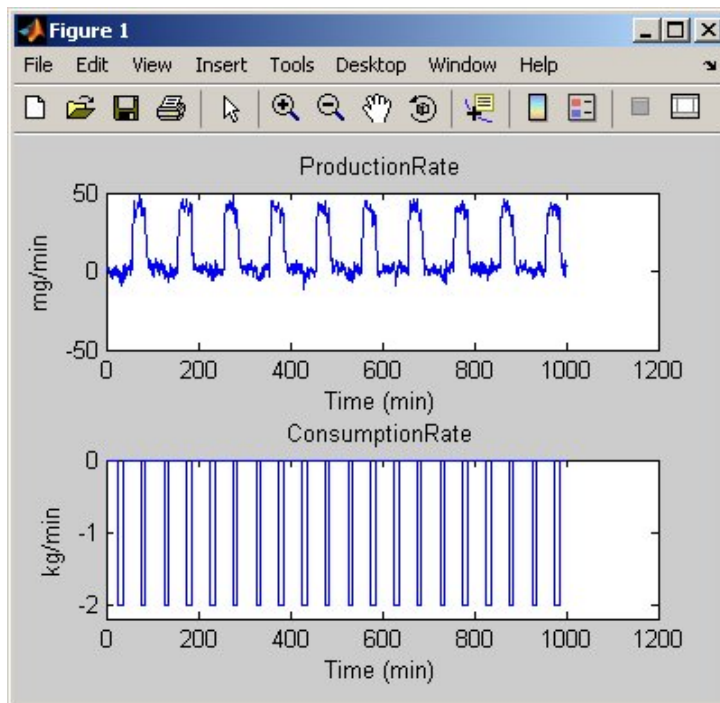 Figure 1
File Edit View Insert Tools Desktop Window Help
ProductionRate
50
0
-50
mg/min
0 200 400 600 800 1000 1200
Time (min)
ConsumptionRate
0
-1
-2
kg/min
0 200 400 600 800 1000 1200
Time (min)